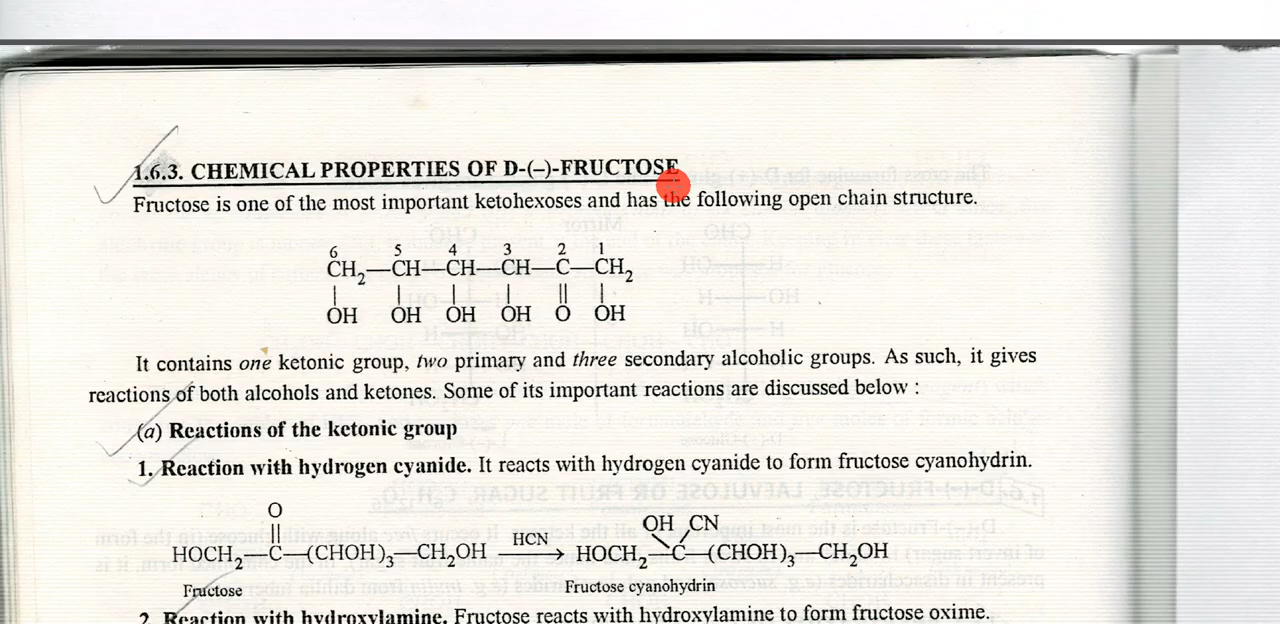 1.6.3. CHEMICAL PROPERTIES OF D-(–)-FRUCTOSE
Fructose is one of the most important ketohexoses and has the following open chain structure.
6 5 4 3 2 1
CH₂—CH—CH—CH—C—CH₂
| | | | || |
OH OH OH OH O OH
It contains one ketonic group, two primary and three secondary alcoholic groups. As such, it gives
reactions of both alcohols and ketones. Some of its important reactions are discussed below :
(a) Reactions of the ketonic group
1. Reaction with hydrogen cyanide. It reacts with hydrogen cyanide to form fructose cyanohydrin.
O OH CN
|| HCN
HOCH₂—C—(CHOH)₃—CH₂OH ⟶ HOCH₂—C—(CHOH)₃—CH₂OH
Fructose Fructose cyanohydrin
2. Reaction with hydroxylamine. Fructose reacts with hydroxylamine to form fructose oxime.